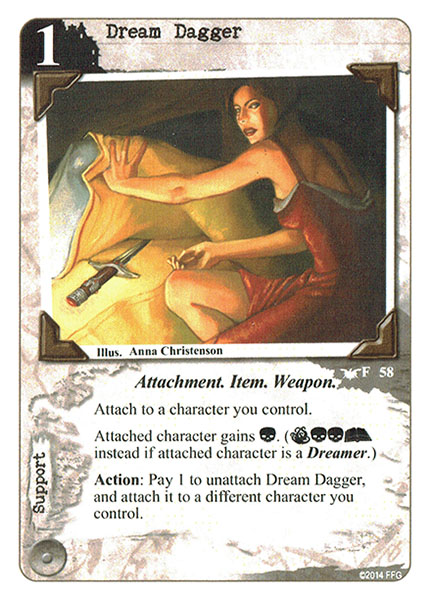 1
Dream Dagger
Illus. Anna Christenson
F 58
Attachment. Item. Weapon.
Attach to a character you control.
Attached character gains . (
instead if attached character is a Dreamer.)
Action: Pay 1 to unattach Dream Dagger,
and attach it to a different character you
control.
Support
©2014 FFG